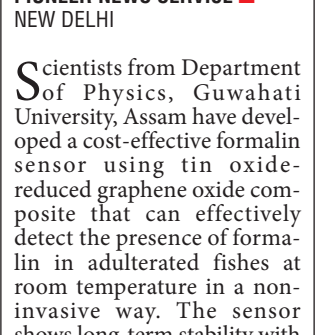 PIONEER NEWS SERVICE
NEW DELHI
Scientists from Department
of Physics, Guwahati
University, Assam have devel-
oped a cost-effective formalin
sensor using tin oxide-
reduced graphene oxide com-
posite that can effectively
detect the presence of forma-
lin in adulterated fishes at
room temperature in a non-
invasive way. The sensor
shows long-term stability with